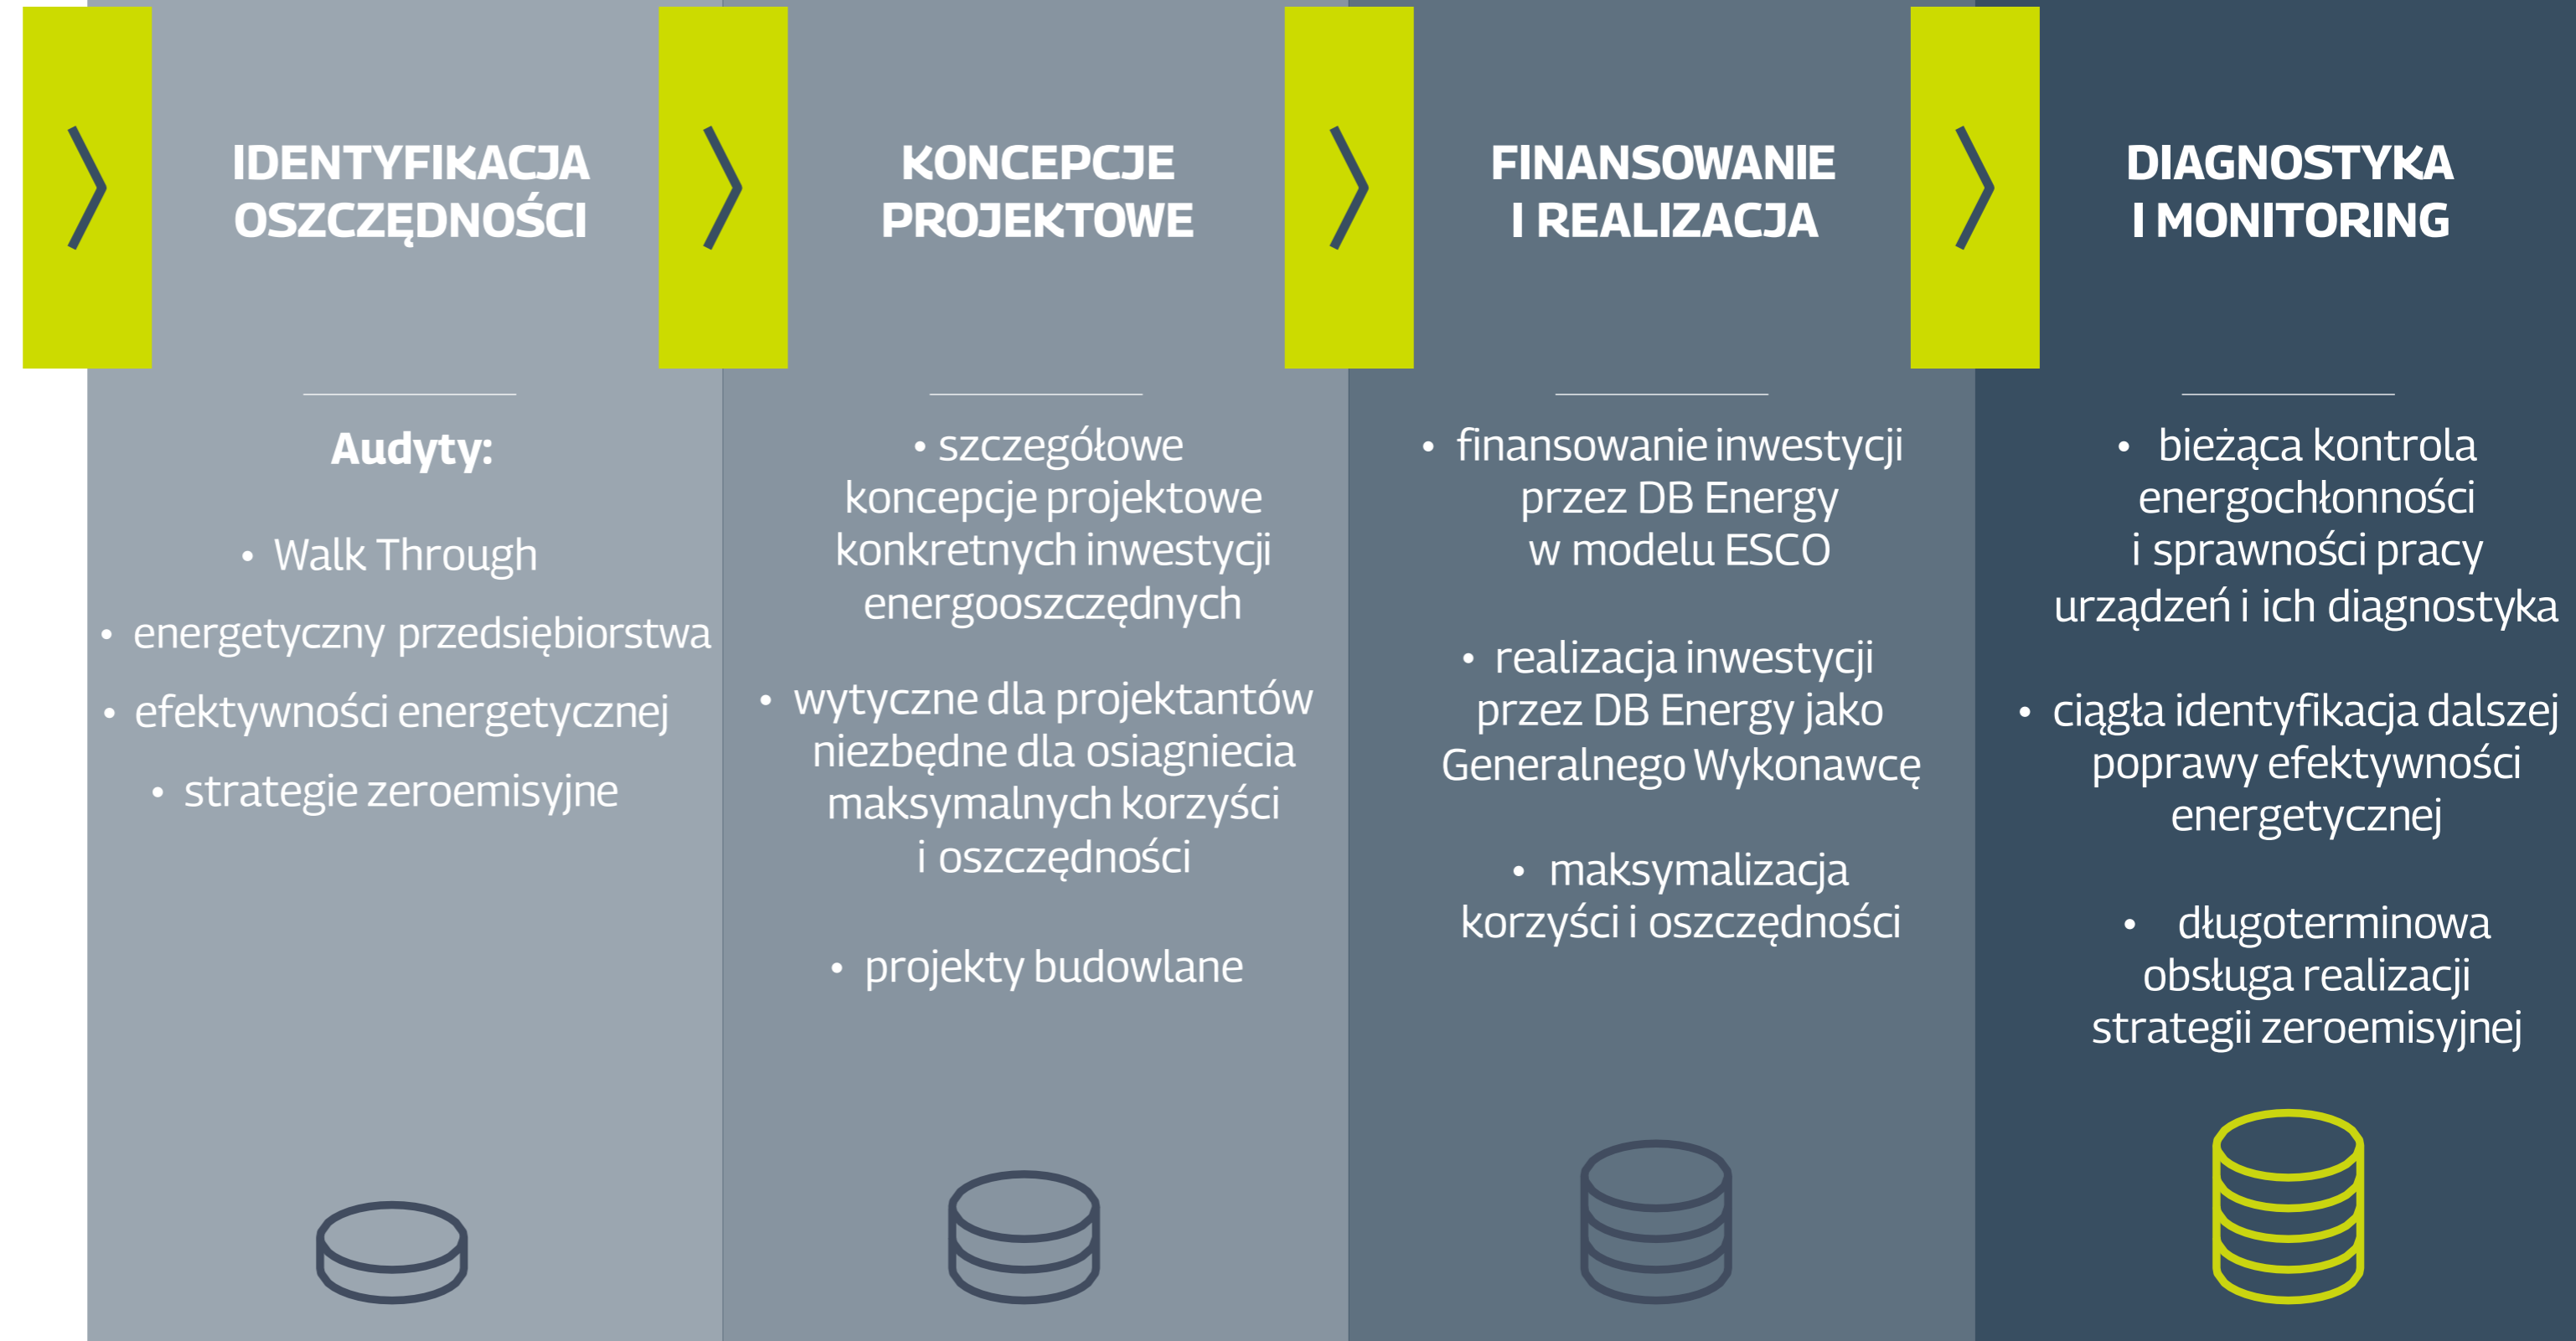 IDENTYFIKACJA
OSZCZĘDNOŚCI
Audyty:
• Walk Through
• energetyczny przedsiębiorstwa
• efektywności energetycznej
• strategie zeroemisyjne
KONCEPCJE
PROJEKTOWE
• szczegółowe
koncepcje projektowe
konkretnych inwestycji
energooszczędnych
• wytyczne dla projektantów
niezbędne dla osiagniecia
maksymalnych korzyści
i oszczędności
• projekty budowlane
FINANSOWANIE
I REALIZACJA
• finansowanie inwestycji
przez DB Energy
w modelu ESCO
• realizacja inwestycji
przez DB Energy jako
Generalnego Wykonawcę
• maksymalizacja
korzyści i oszczędności
DIAGNOSTYKA
I MONITORING
• bieżąca kontrola
energochłonności
i sprawności pracy
urządzeń i ich diagnostyka
• ciągła identyfikacja dalszej
poprawy efektywności
energetycznej
• długoterminowa
obsługa realizacji
strategii zeroemisyjnej